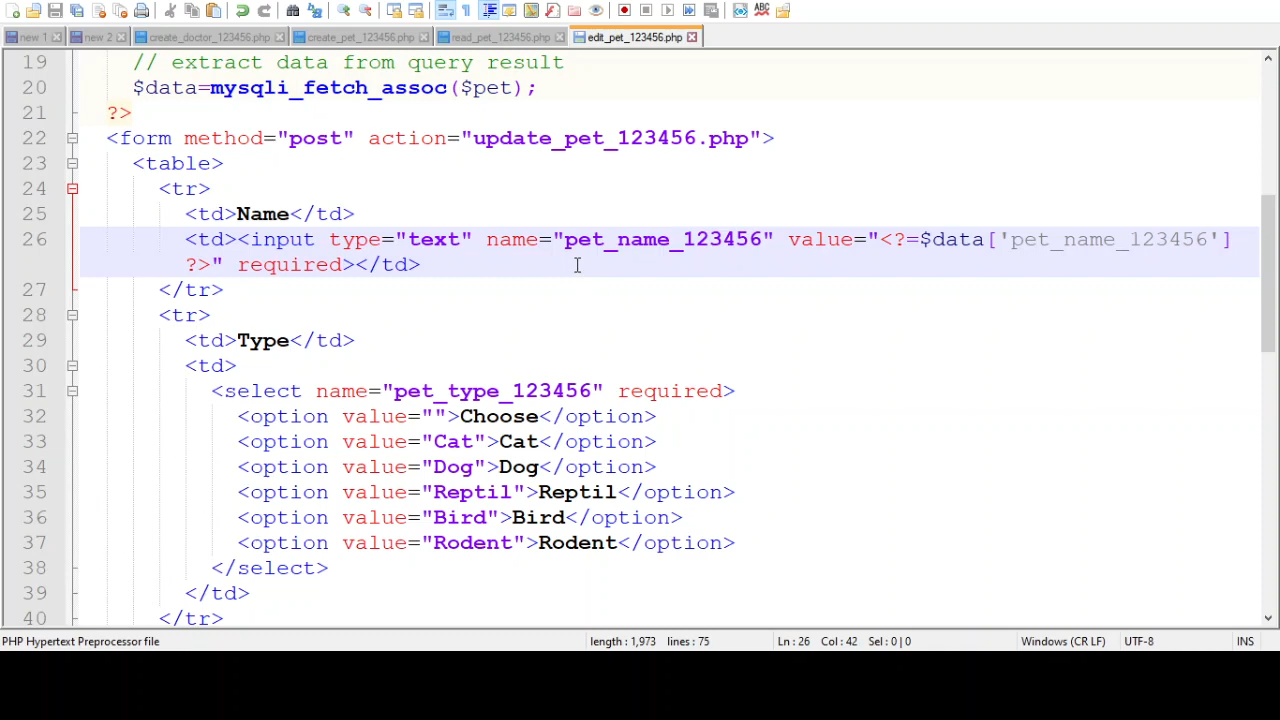 new 1 new 2 create_doctor_123456.php create_pet_123456.php read_pet_123456.php edit_pet_123456.php
19 // extract data from query result
20 $data=mysqli_fetch_assoc($pet);
21 ?>
22 <form method="post" action="update_pet_123456.php">
23 <table>
24 <tr>
25 <td>Name</td>
26 <td><input type="text" name="pet_name_123456" value="<?=$data['pet_name_123456']
?>" required></td>
27 </tr>
28 <tr>
29 <td>Type</td>
30 <td>
31 <select name="pet_type_123456" required>
32 <option value="">Choose</option>
33 <option value="Cat">Cat</option>
34 <option value="Dog">Dog</option>
35 <option value="Reptil">Reptil</option>
36 <option value="Bird">Bird</option>
37 <option value="Rodent">Rodent</option>
38 </select>
39 </td>
40 </tr>
PHP Hypertext Preprocessor file length : 1,973 lines : 75 Ln : 26 Col : 42 Sel : 0 | 0 Windows (CR LF) UTF-8 INS